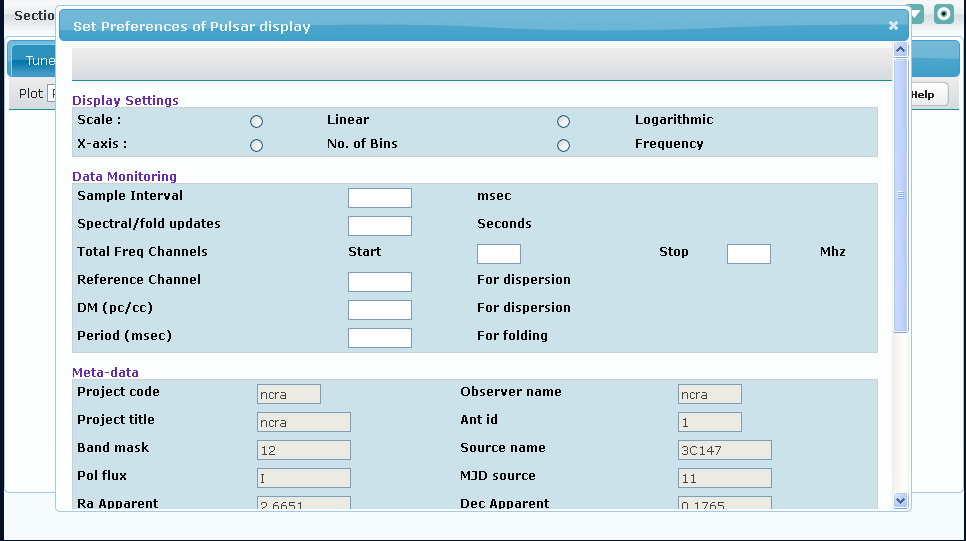 Sectio
Set Preferences of Pulsar display
Tune
Plot
Help
Display Settings
Scale : Linear Logarithmic
X-axis : No. of Bins Frequency
Data Monitoring
Sample Interval msec
Spectral/fold updates Seconds
Total Freq Channels Start Stop Mhz
Reference Channel For dispersion
DM (pc/cc) For dispersion
Period (msec) For folding
Meta-data
Project code ncra Observer name ncra
Project title ncra Ant id 1
Band mask 12 Source name 3C147
Pol flux I MJD source 11
Ra Apparent 2.6651 Dec Apparent 0.1765